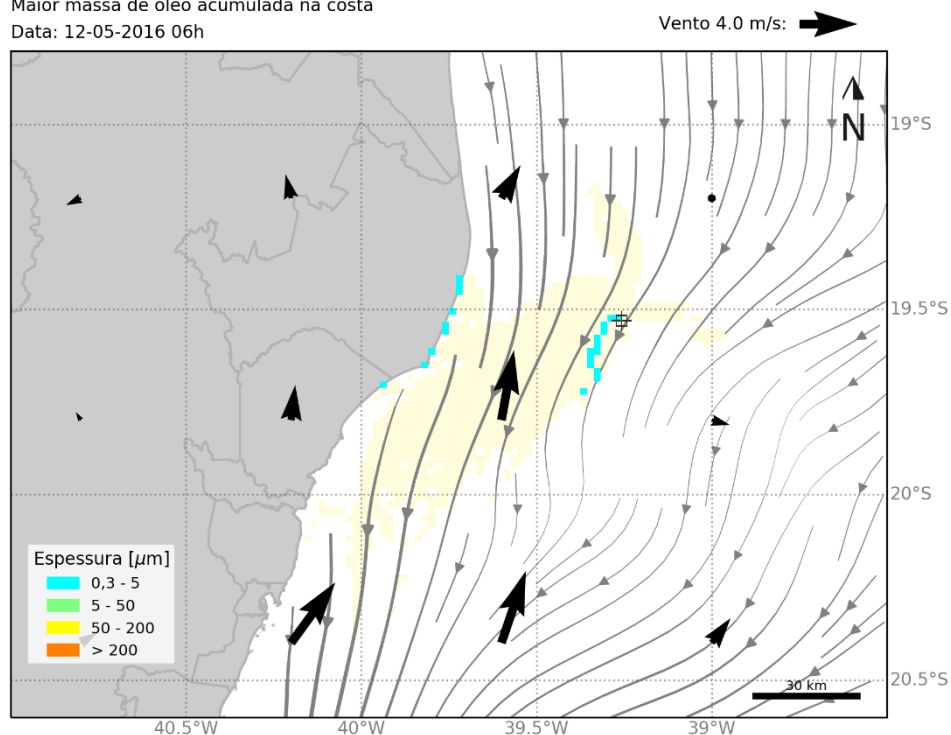 Maior massa de óleo acumulada na costa
Data: 12-05-2016 06h
Vento 4.0 m/s:
N
19°S
19.5°S
20°S
20.5°S
Espessura [μm]
0,3 - 5
5 - 50
50 - 200
> 200
30 km
40.5°W
40°W
39.5°W
39°W